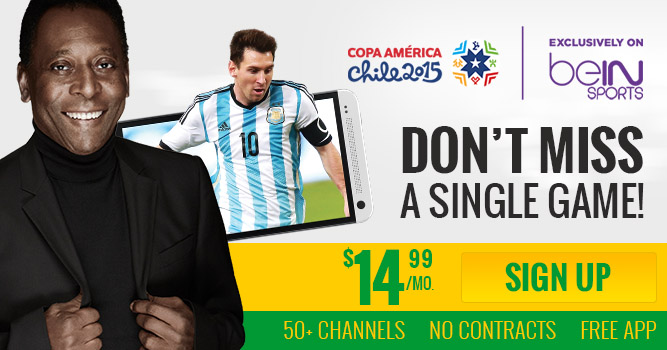 COPA AMÉRICA
Chile2015
EXCLUSIVELY ON
beIN
SPORTS
10
DON'T MISS
A SINGLE GAME!
$14.99
/MO.
SIGN UP
50+ CHANNELS NO CONTRACTS FREE APP